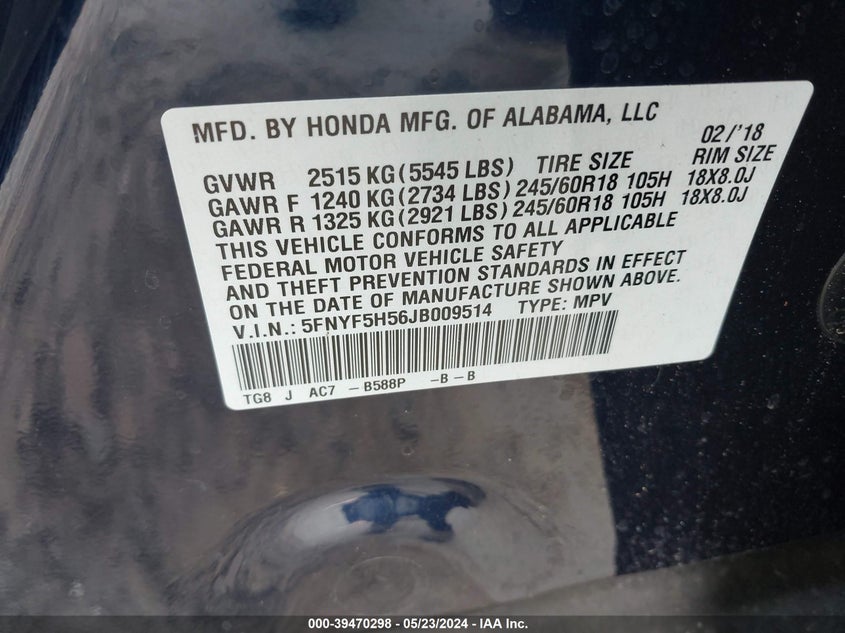 MFD. BY HONDA MFG. OF ALABAMA, LLC 02/'18
GVWR 2515 KG (5545 LBS) TIRE SIZE RIM SIZE
GAWR F 1240 KG (2734 LBS) 245/60R18 105H 18X8.0J
GAWR R 1325 KG (2921 LBS) 245/60R18 105H 18X8.0J
THIS VEHICLE CONFORMS TO ALL APPLICABLE
FEDERAL MOTOR VEHICLE SAFETY
AND THEFT PREVENTION STANDARDS IN EFFECT
ON THE DATE OF MANUFACTURE SHOWN ABOVE.
V.I.N.: 5FNYF5H56JB009514 TYPE: MPV
TG8 J AC7 -B588P -B-B
000-39470298 - 05/23/2024 - IAA Inc.